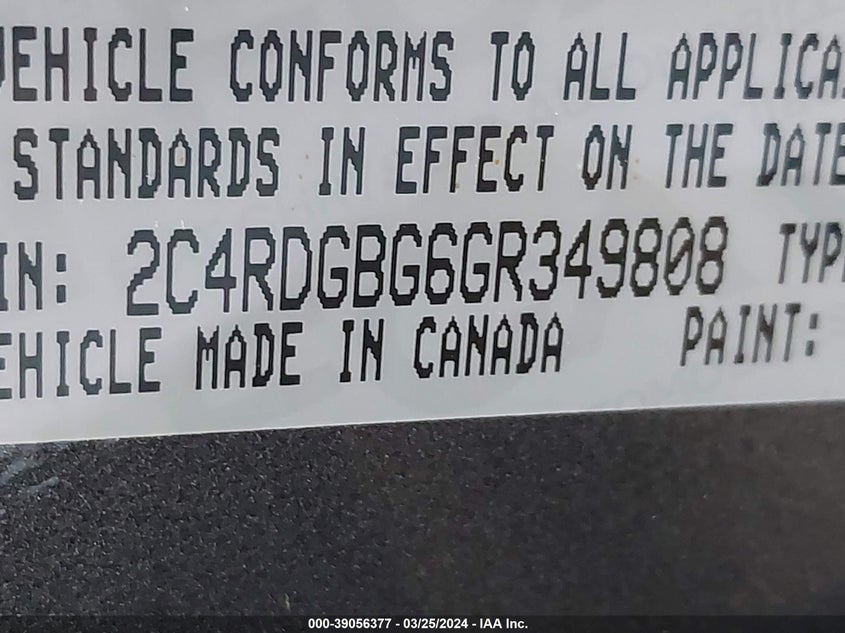 VEHICLE CONFORMS TO ALL APPLICA
STANDARDS IN EFFECT ON THE DATE
IN: 2C4RDGBG6GR349808 TYP
EHICLE MADE IN CANADA PAINT:
000-39056377 - 03/25/2024 - IAA Inc.